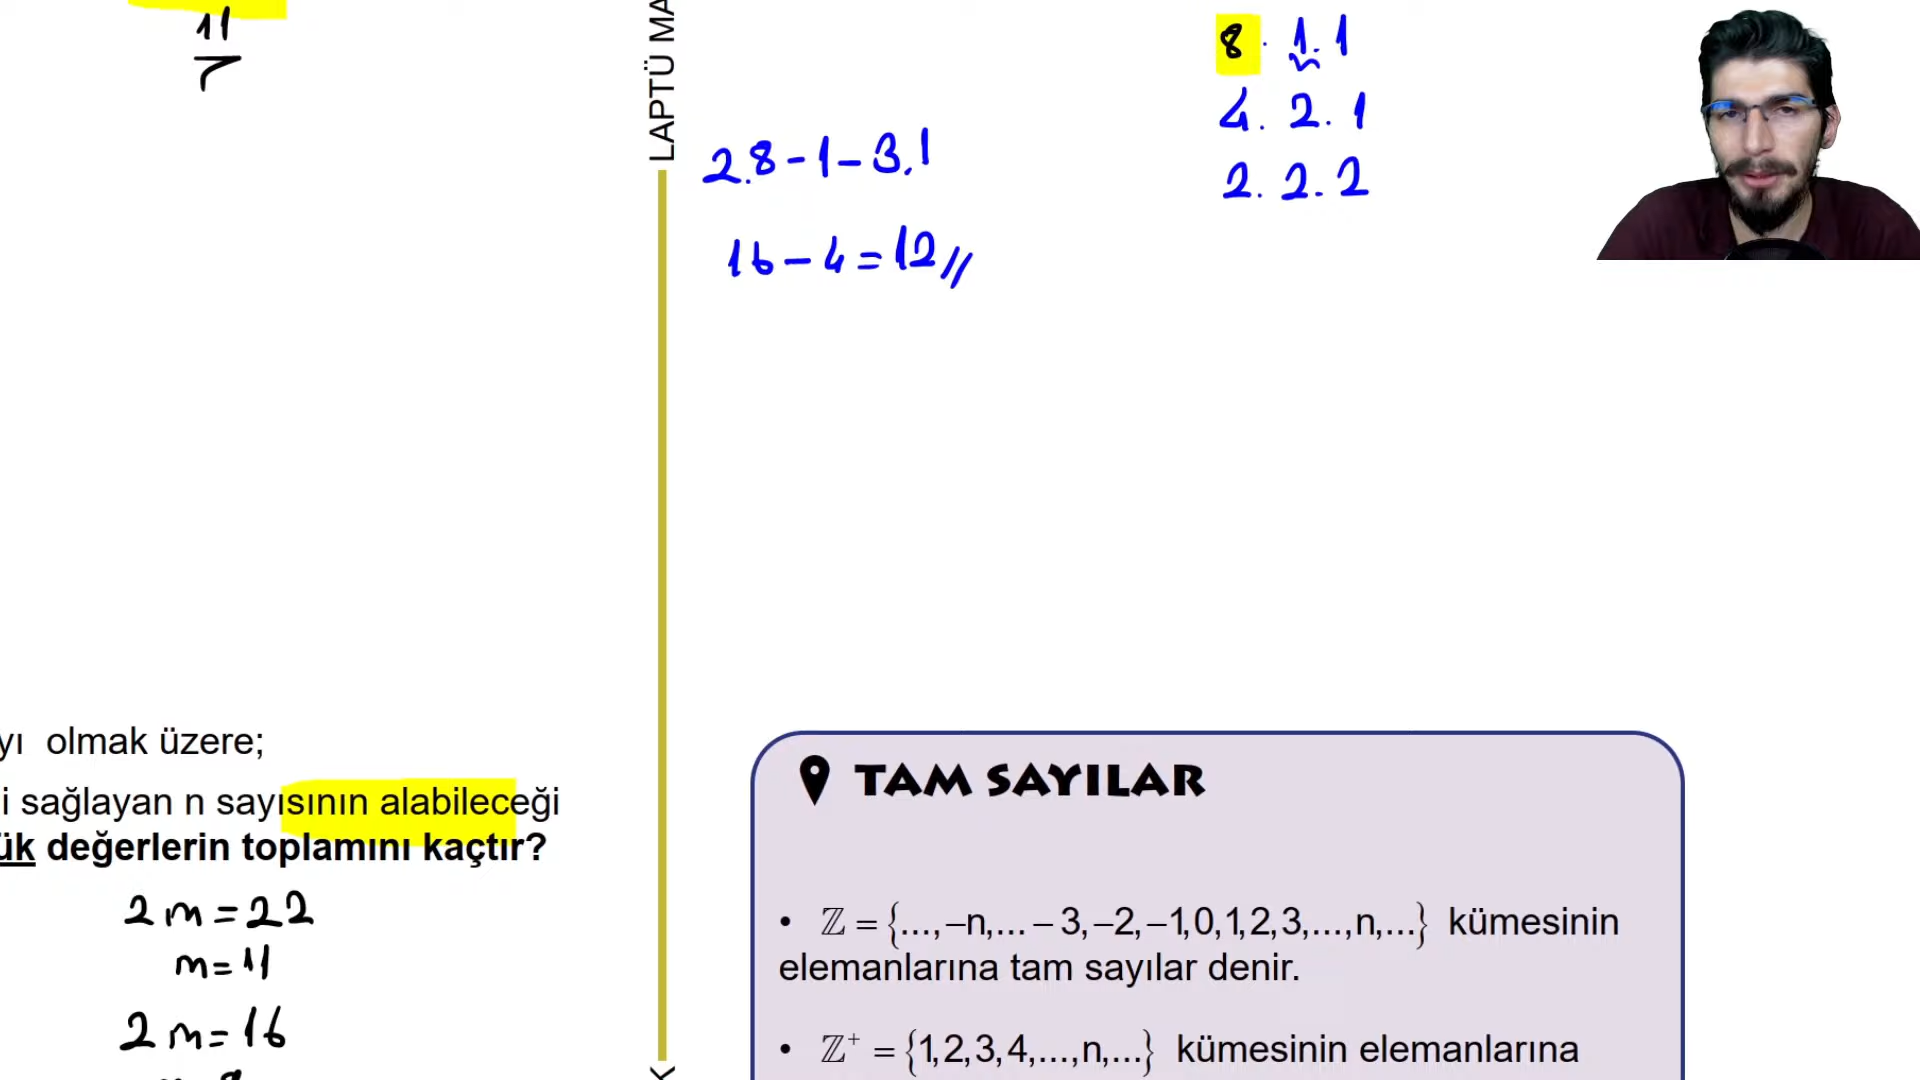 11
7
LAPTÜ MA
2.8-1-3.1
16-4=12//
8.1.1
4.2.1
2.2.2
yı olmak üzere;
i sağlayan n sayısının alabileceği
ük değerlerin toplamını kaçtır?
2m=22
m=11
2m=16
K
TAM SAYILAR
• ℤ = {...,–n,...–3,–2,–1,0,1,2,3,...,n,...} kümesinin
elemanlarına tam sayılar denir.
• ℤ⁺ = {1,2,3,4,...,n,...} kümesinin elemanlarına